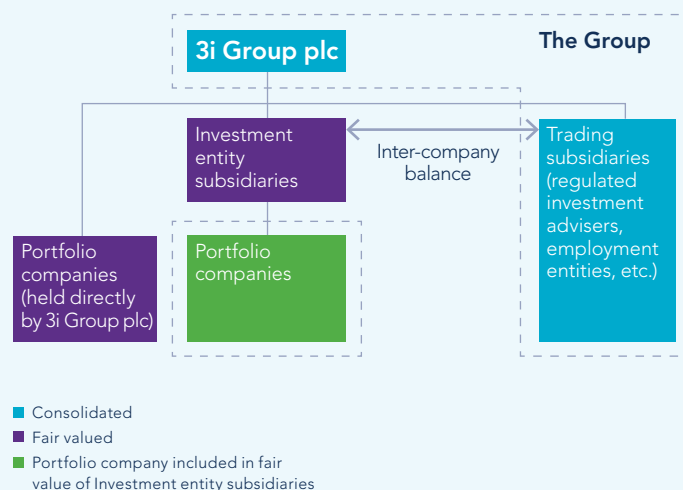 The Group
3i Group plc
Investment
entity
subsidiaries
Inter-company
balance
Trading
subsidiaries
(regulated
investment
advisers,
employment
entities, etc.)
Portfolio
companies
(held directly
by 3i Group plc)
Portfolio
companies
Consolidated
Fair valued
Portfolio company included in fair
value of Investment entity subsidiaries